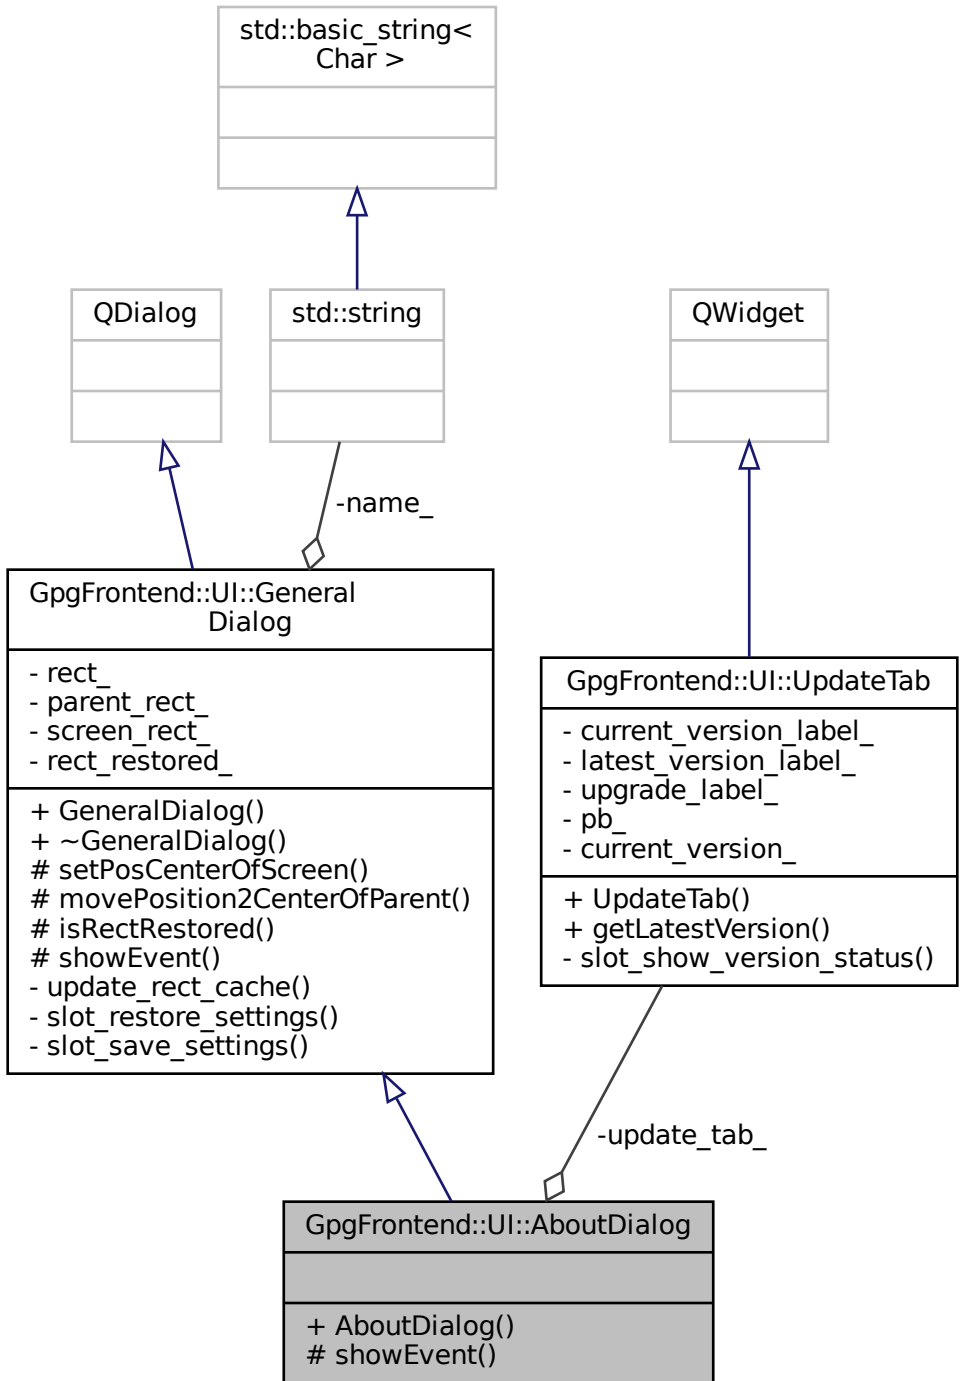 std::basic_string<
Char >
QDialog
std::string
QWidget
-name_
GpgFrontend::UI::General
Dialog
- rect_
- parent_rect_
- screen_rect_
- rect_restored_
+ GeneralDialog()
+ ~GeneralDialog()
# setPosCenterOfScreen()
# movePosition2CenterOfParent()
# isRectRestored()
# showEvent()
- update_rect_cache()
- slot_restore_settings()
- slot_save_settings()
GpgFrontend::UI::UpdateTab
- current_version_label_
- latest_version_label_
- upgrade_label_
- pb_
- current_version_
+ UpdateTab()
+ getLatestVersion()
- slot_show_version_status()
-update_tab_
GpgFrontend::UI::AboutDialog
+ AboutDialog()
# showEvent()